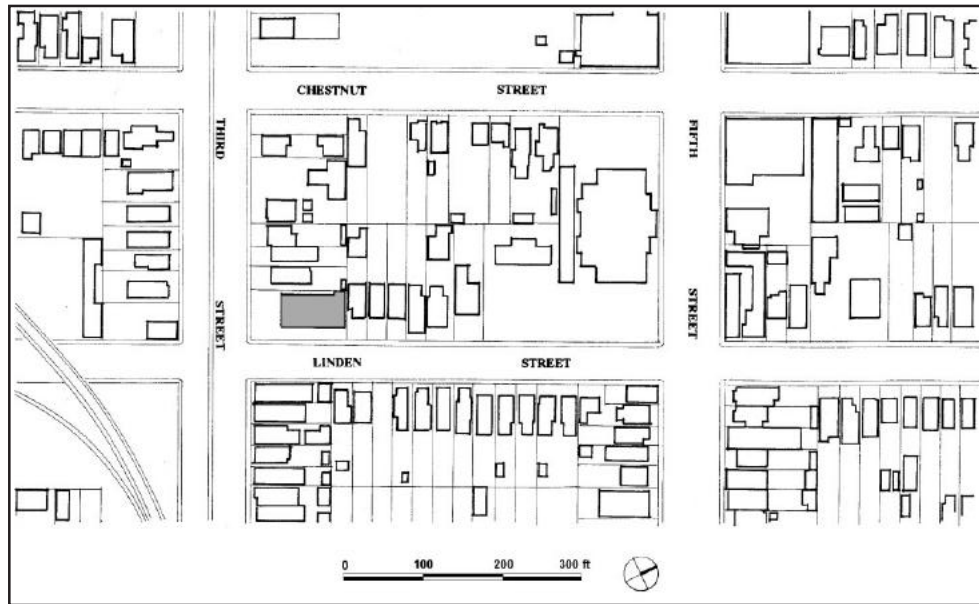 CHESTNUT STREET
THIRD
STREET
FIFTH
STREET
LINDEN STREET
0 100 200 300 ft